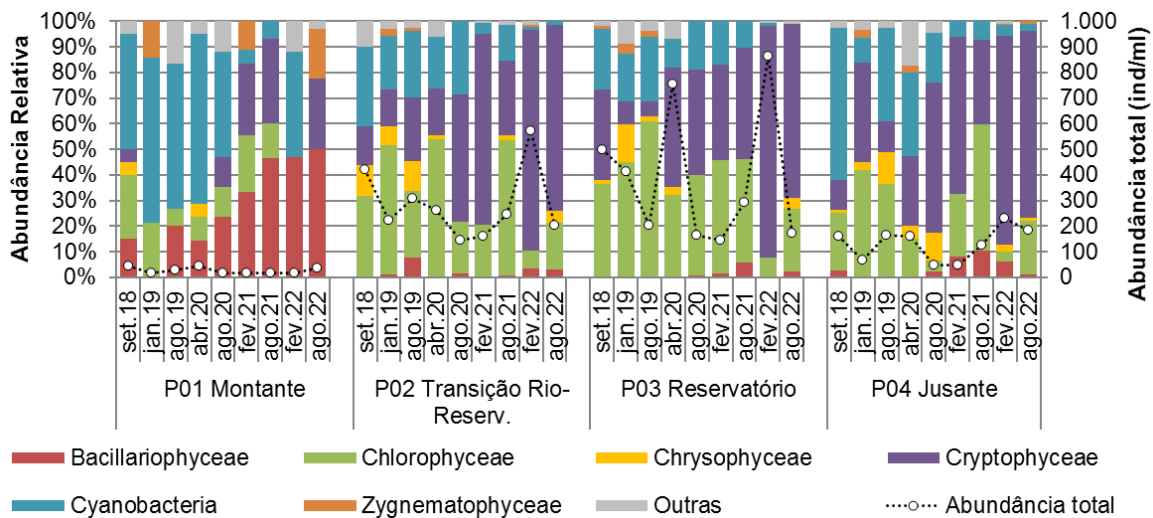 Abundância Relativa
100%
90%
80%
70%
60%
50%
40%
30%
20%
10%
0%
1.000
900
800
700
600
500
400
300
200
100
0
Abundância total (ind/ml)
set.18 jan.19 ago.19 abr.20 ago.20 fev.21 ago.21 fev.22 ago.22
set.18 jan.19 ago.19 abr.20 ago.20 fev.21 ago.21 fev.22 ago.22
set.18 jan.19 ago.19 abr.20 ago.20 fev.21 ago.21 fev.22 ago.22
set.18 jan.19 ago.19 abr.20 ago.20 fev.21 ago.21 fev.22 ago.22
P01 Montante
P02 Transição Rio-
Reserv.
P03 Reservatório
P04 Jusante
Bacillariophyceae Chlorophyceae Chrysophyceae Cryptophyceae
Cyanobacteria Zygnematophyceae Outras Abundância total